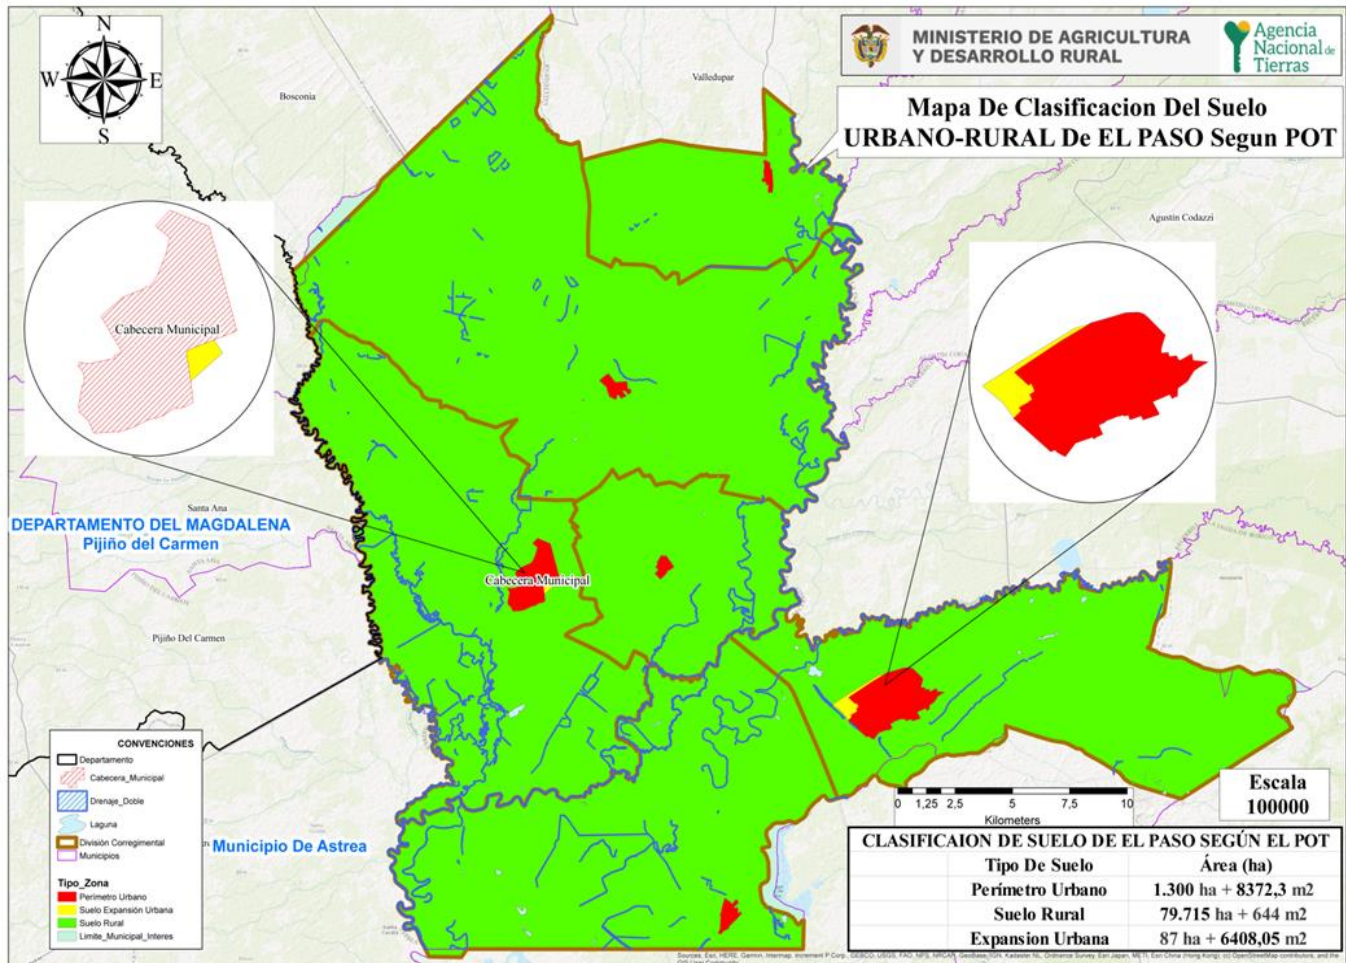 N
W
E
S
MINISTERIO DE AGRICULTURA
Y DESARROLLO RURAL
Agencia
Nacional de
Tierras
Mapa De Clasificacion Del Suelo
URBANO-RURAL De EL PASO Segun POT
Valledupar
Bosconia
Agustín Codazzi
Cabecera Municipal
Santa Ana
DEPARTAMENTO DEL MAGDALENA
Pijiño del Carmen
Cabecera Municipal
Pijiño Del Carmen
Municipio De Astrea
CONVENCIONES
Departamento
Cabecera_Municipal
Drenaje_Doble
Laguna
División Corregimental
Municipios
Tipo_Zona
Perímetro Urbano
Suelo Expansión Urbana
Suelo Rural
Limite_Municipal_Interes
Escala
100000
0 1,25 2,5 5 7,5 10
Kilometers
CLASIFICAION DE SUELO DE EL PASO SEGÚN EL POT
Tipo De Suelo Área (ha)
Perímetro Urbano 1.300 ha + 8372,3 m2
Suelo Rural 79.715 ha + 644 m2
Expansion Urbana 87 ha + 6408,05 m2